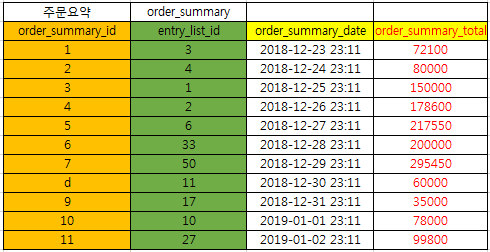 주문요약 order_summary
order_summary_id entry_list_id order_summary_date order_summary_total
1 3 2018-12-23 23:11 72100
2 4 2018-12-24 23:11 80000
3 1 2018-12-25 23:11 150000
4 2 2018-12-26 23:11 178600
5 6 2018-12-27 23:11 217550
6 33 2018-12-28 23:11 200000
7 50 2018-12-29 23:11 295450
d 11 2018-12-30 23:11 60000
9 17 2018-12-31 23:11 35000
10 10 2019-01-01 23:11 78000
11 27 2019-01-02 23:11 99800